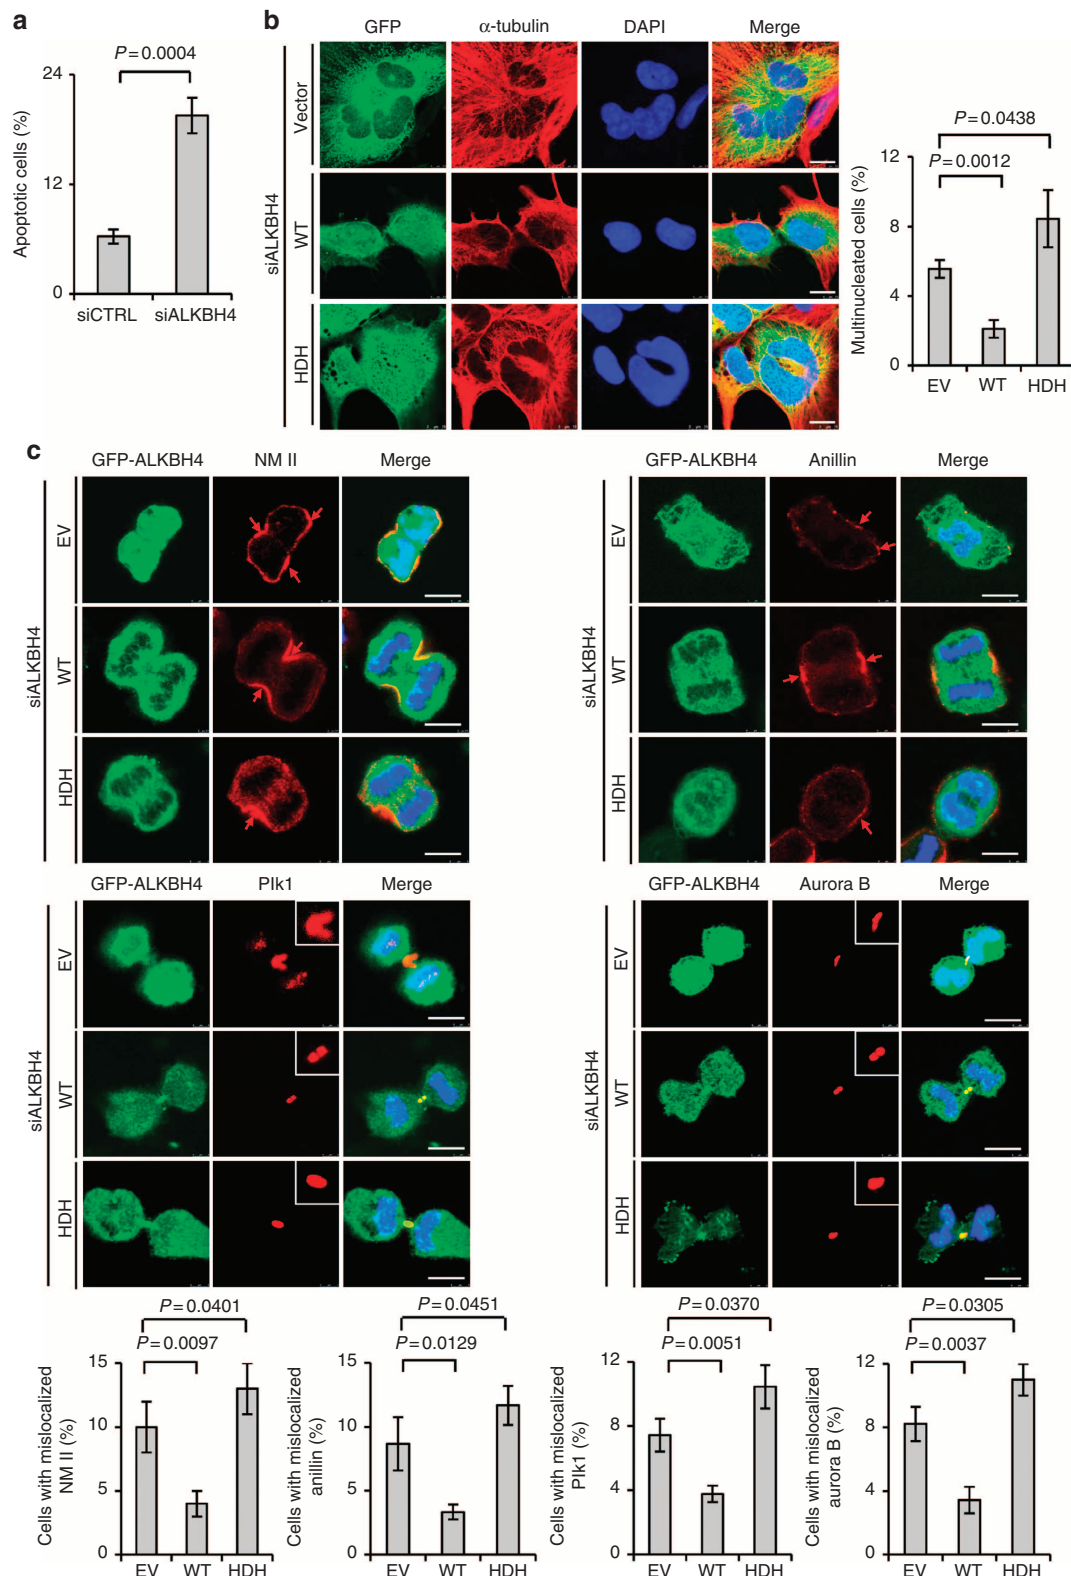 a
P=0.0004
24
12
0
Apoptotic cells (%)
siCTRL
siALKBH4
b
GFP
α-tubulin
DAPI
Merge
siALKBH4
Vector
WT
HDH
P=0.0438
P=0.0012
12
8
4
0
Multinucleated cells (%)
EV
WT
HDH
c
GFP-ALKBH4
NM II
Merge
siALKBH4
EV
WT
HDH
GFP-ALKBH4
Anillin
Merge
siALKBH4
EV
WT
HDH
GFP-ALKBH4
Plk1
Merge
siALKBH4
EV
WT
HDH
GFP-ALKBH4
Aurora B
Merge
siALKBH4
EV
WT
HDH
P=0.0401
P=0.0097
15
10
5
0
Cells with mislocalized
NM II (%)
EV
WT
HDH
P=0.0451
P=0.0129
15
10
5
0
Cells with mislocalized
anillin (%)
EV
WT
HDH
P=0.0370
P=0.0051
12
8
4
0
Cells with mislocalized
Plk1 (%)
EV
WT
HDH
P=0.0305
P=0.0037
12
8
4
0
Cells with mislocalized
aurora B (%)
EV
WT
HDH